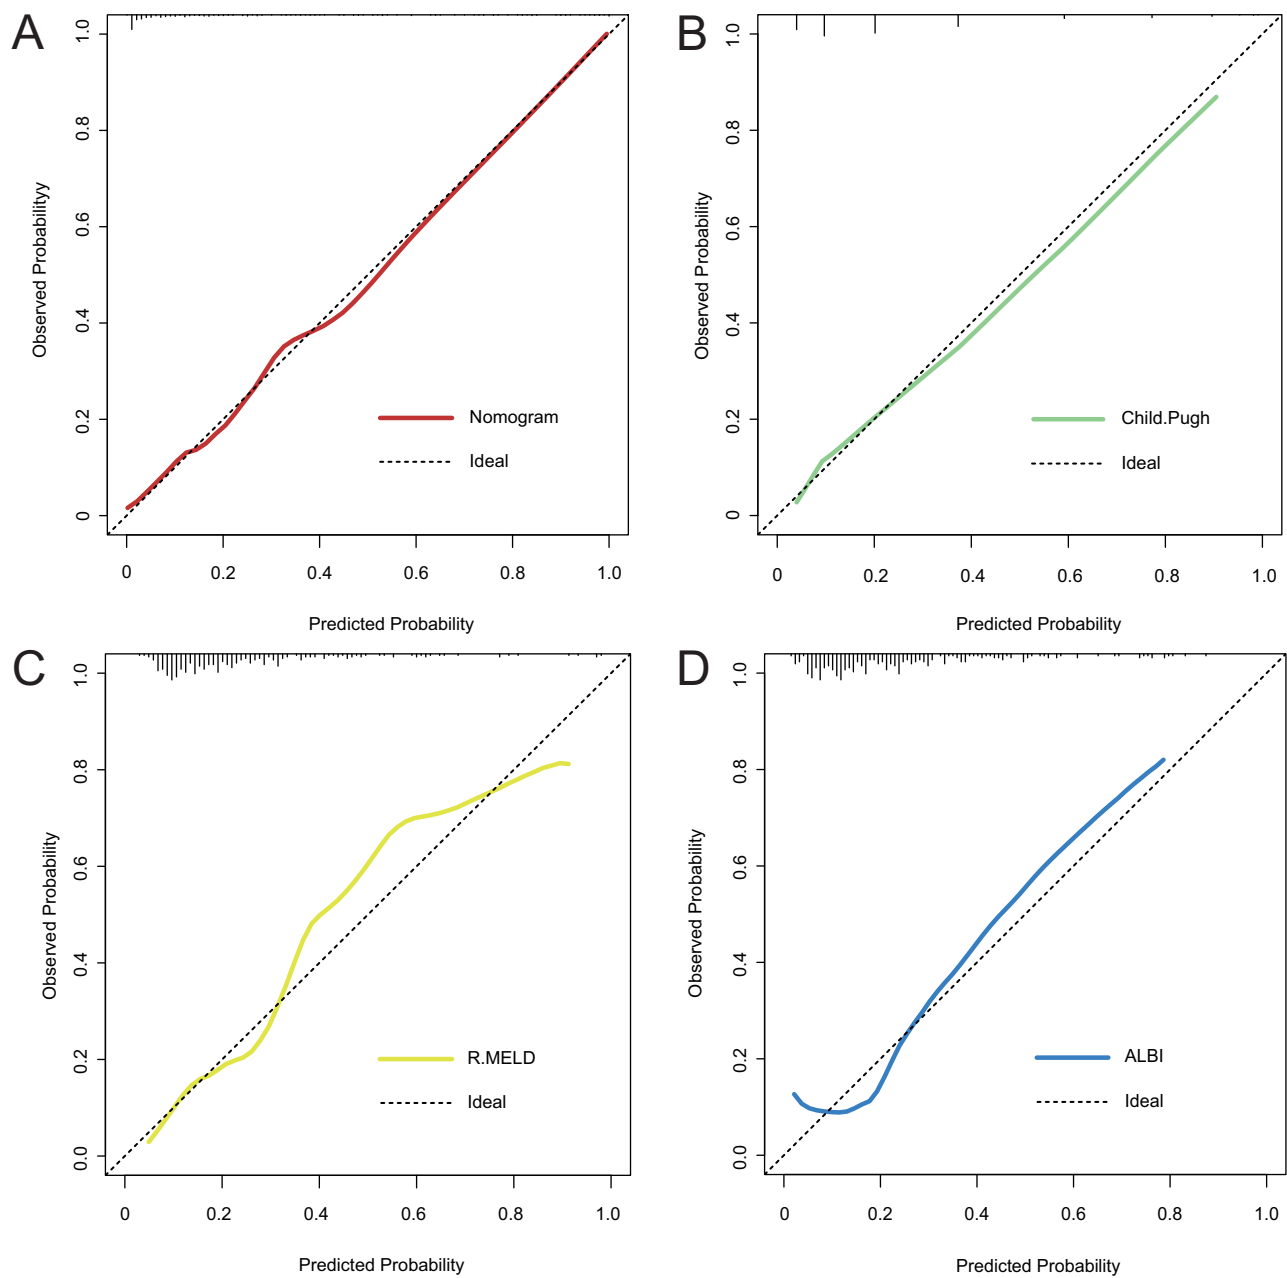 A
1.0
0.8
0.6
0.4
0.2
0
Observed Probabilityy
Nomogram
Ideal
0 0.2 0.4 0.6 0.8 1.0
Predicted Probability
B
1.0
0.8
0.6
0.4
0.2
0
Observed Probability
Child.Pugh
Ideal
0 0.2 0.4 0.6 0.8 1.0
Predicted Probability
C
1.0
0.8
0.6
0.4
0.2
0.0
Observed Probability
R.MELD
Ideal
0 0.2 0.4 0.6 0.8 1.0
Predicted Probability
D
1.0
0.8
0.6
0.4
0.2
0.0
Observed Probability
ALBI
Ideal
0 0.2 0.4 0.6 0.8 1.0
Predicted Probability